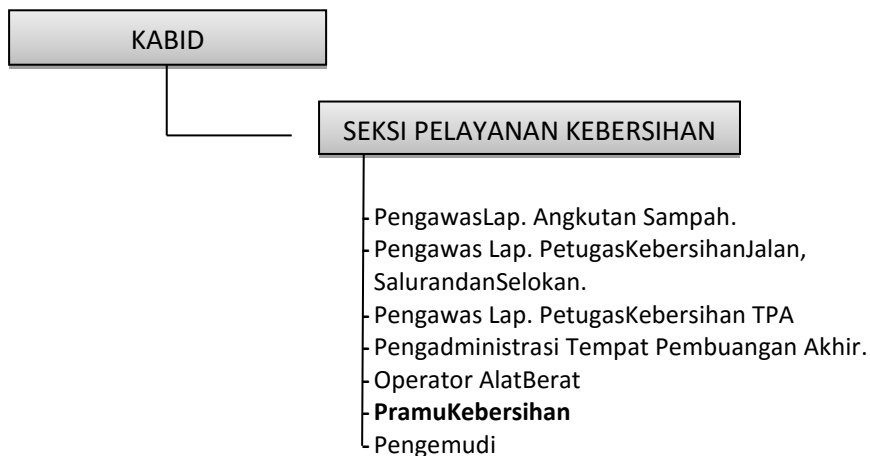 KABID
SEKSI PELAYANAN KEBERSIHAN
- PengawasLap. Angkutan Sampah.
- Pengawas Lap. PetugasKebersihanJalan,
SalurandanSelokan.
- Pengawas Lap. PetugasKebersihan TPA
- Pengadministrasi Tempat Pembuangan Akhir.
- Operator AlatBerat
- PramuKebersihan
- Pengemudi